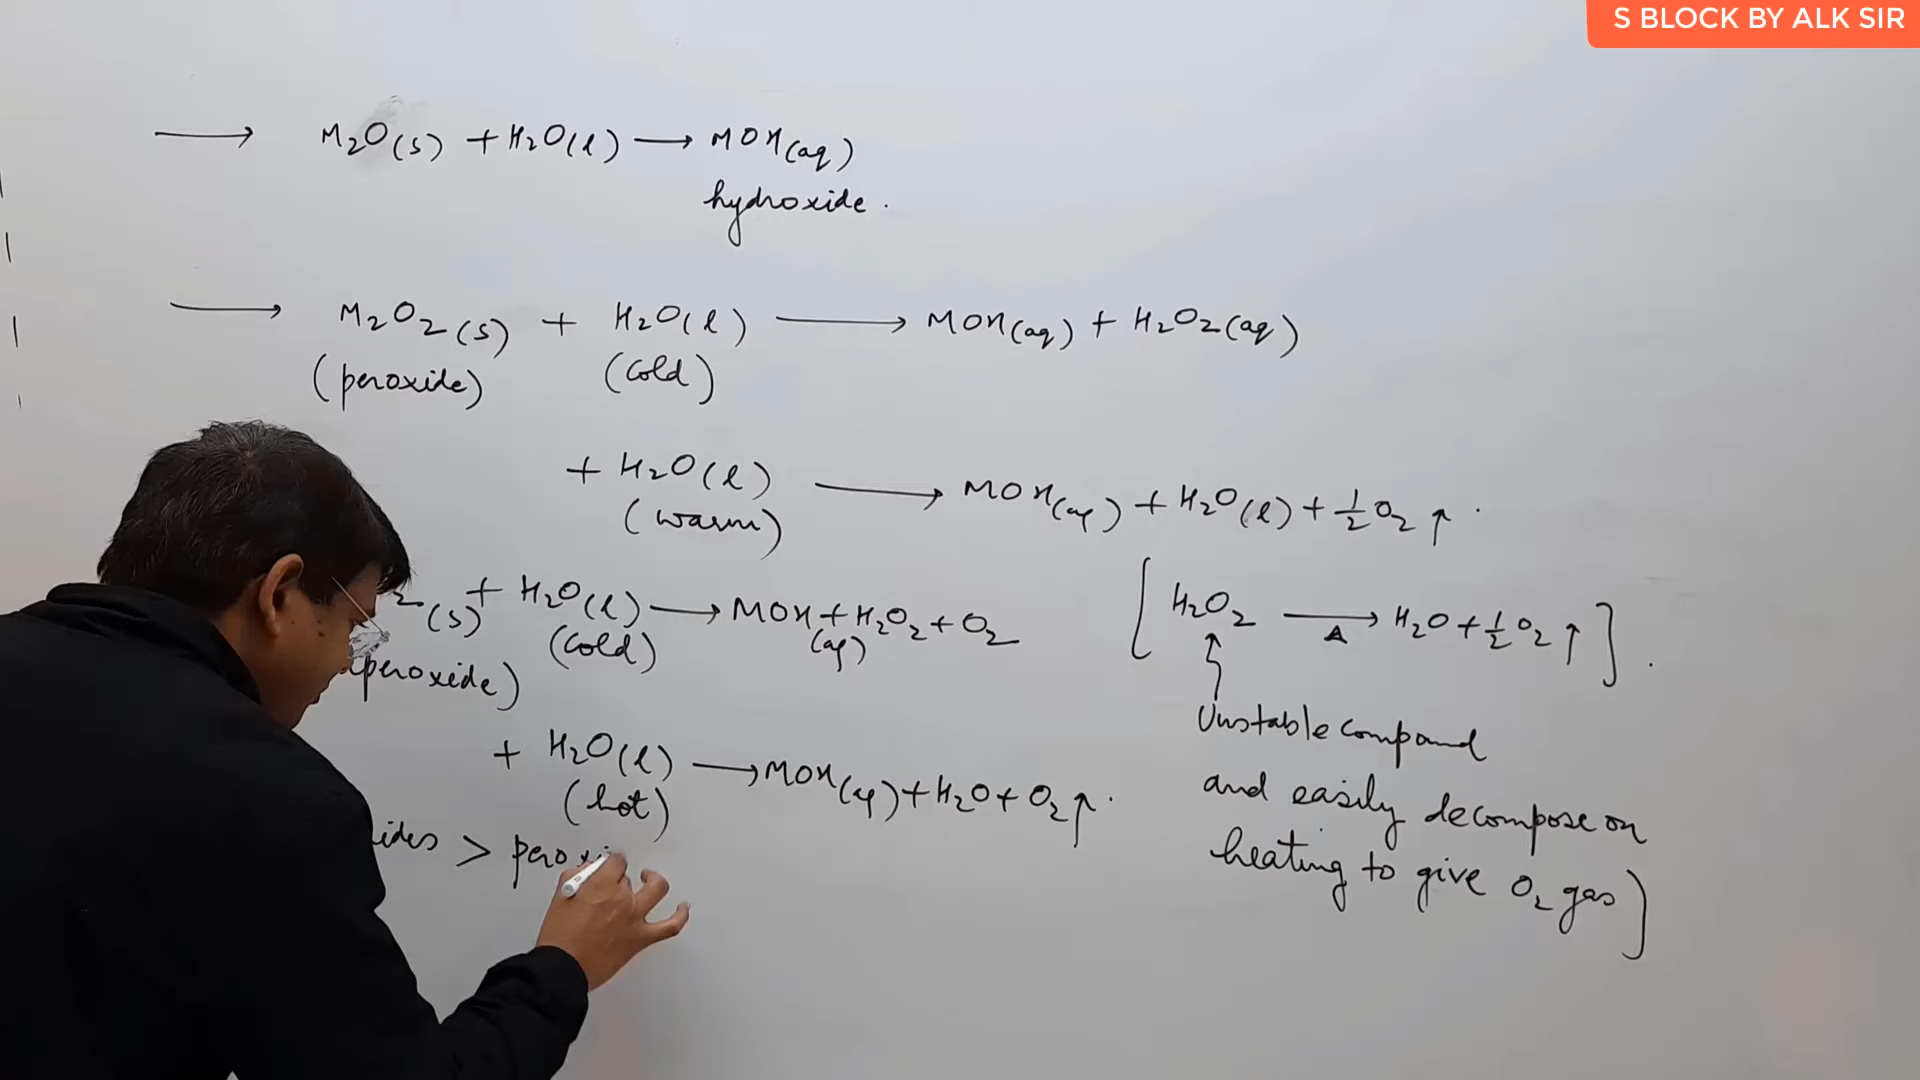 S BLOCK BY ALK SIR
⟶ M₂O(s) + H₂O(l) ⟶ MOH(aq)
hydroxide.
⟶ M₂O₂(s) + H₂O(l) ⟶ MOH(aq) + H₂O₂(aq)
(peroxide) (cold)
+ H₂O(l) ⟶ MOH(aq) + H₂O(l) + ½O₂↑.
(warm)
₂(s) + H₂O(l) ⟶ MOH(aq) + H₂O₂ + O₂
(cold)
peroxide)
[H₂O₂ ⟶ Δ H₂O + ½O₂↑].
+ H₂O(l) ⟶ MOH(aq) + H₂O + O₂↑.
(hot)
Unstable compound
and easily decompose on
heating to give O₂ gas)
ides > peroxi